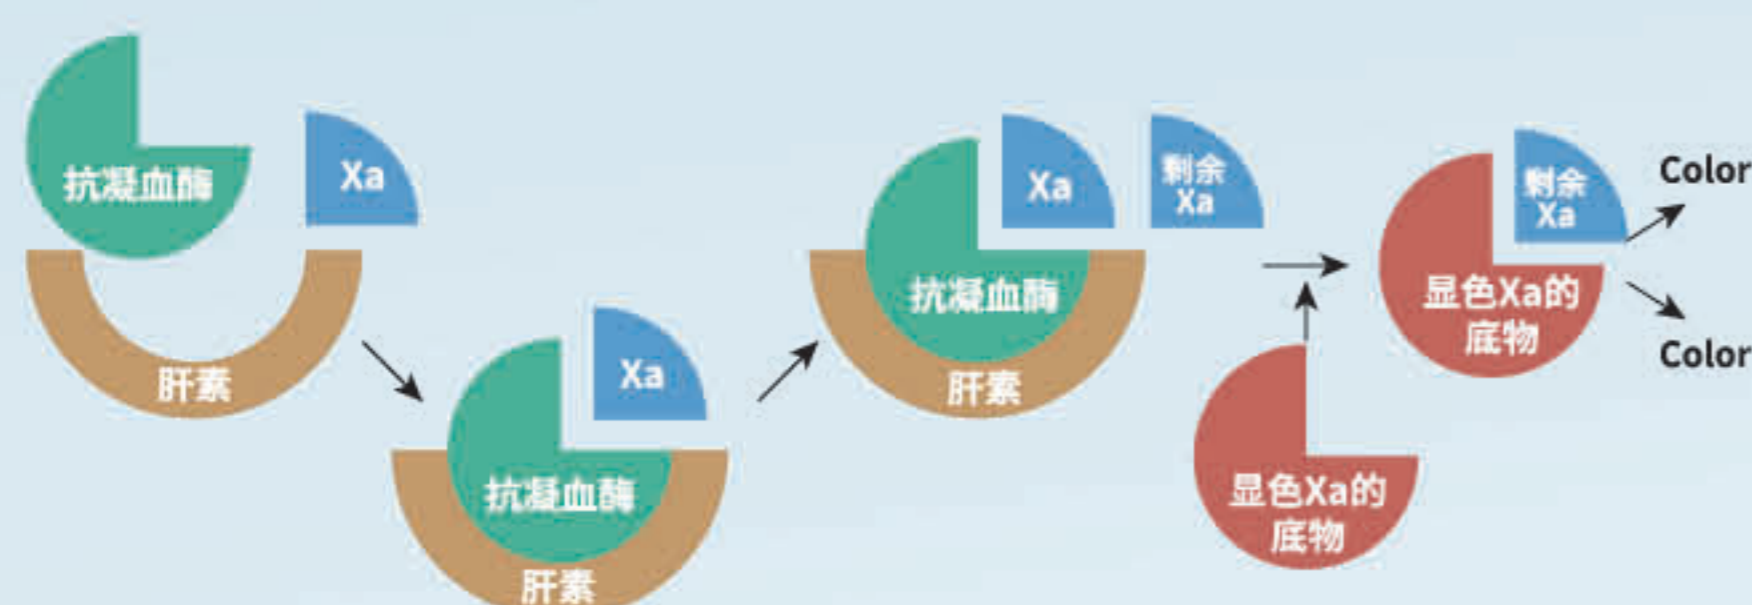 抗凝血酶
Xa
肝素
抗凝血酶
Xa
肝素
抗凝血酶
Xa
剩余
Xa
肝素
显色Xa的
底物
显色Xa的
底物
剩余
Xa
Color
Color